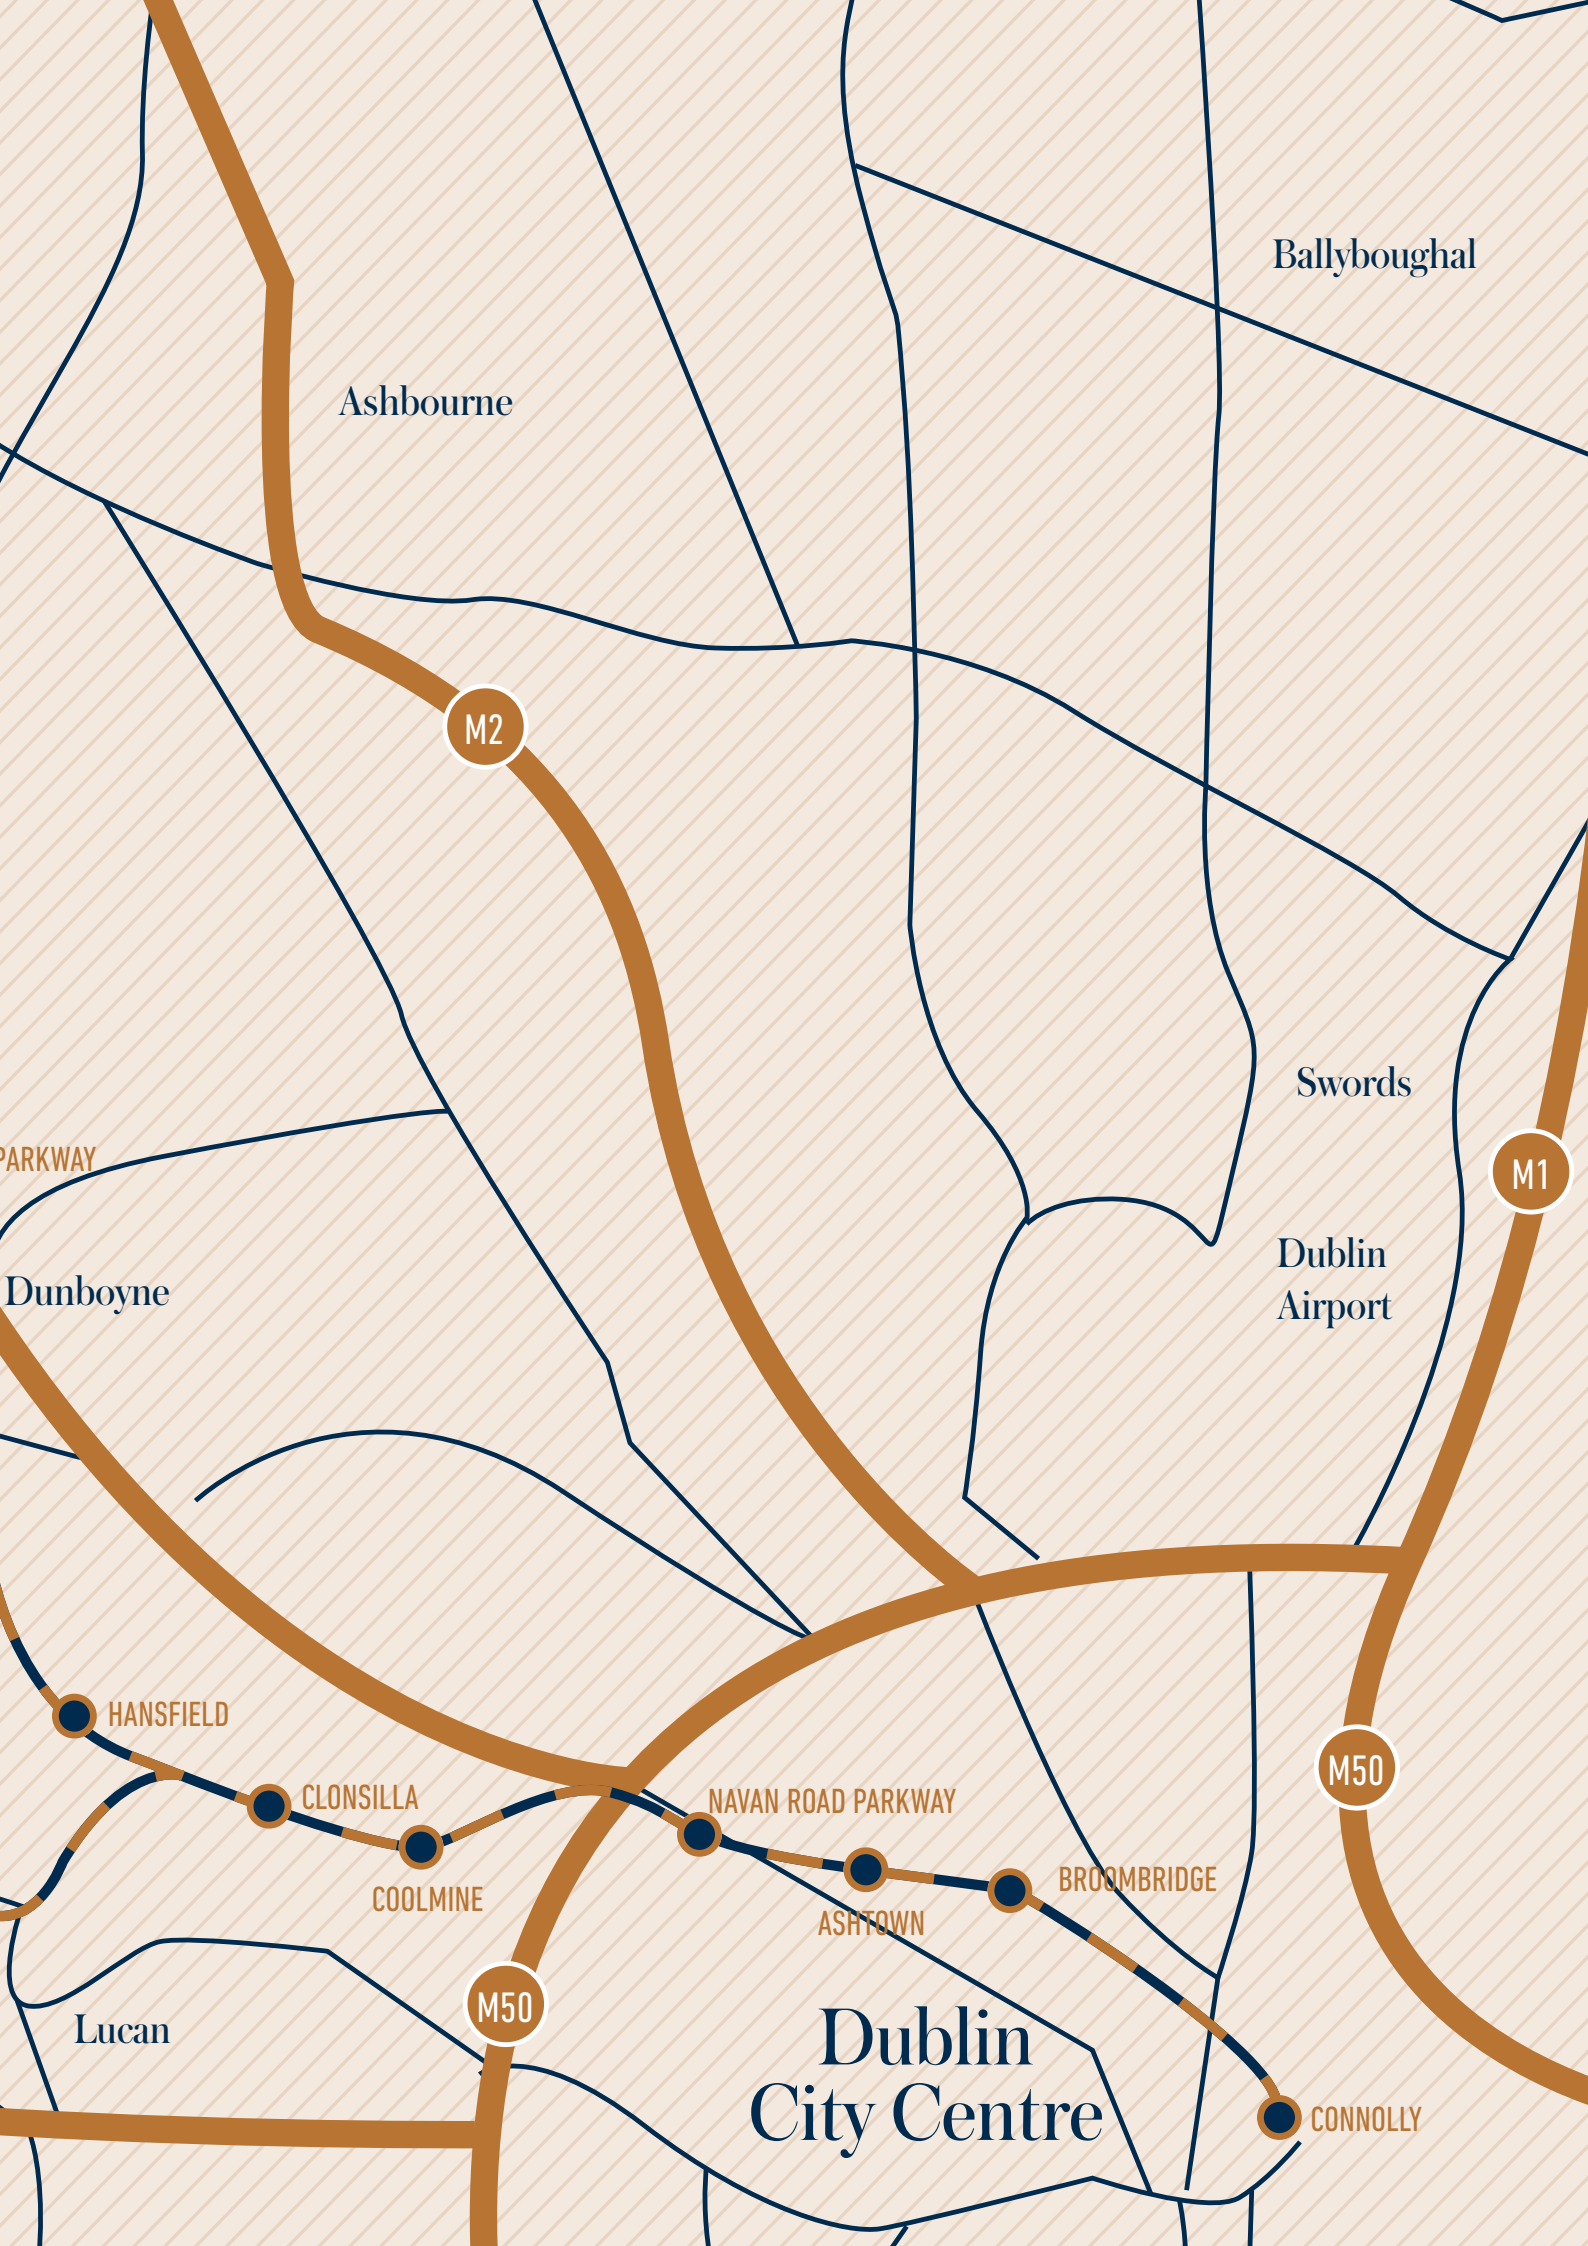 Ballyboughal
Ashbourne
M2
Swords
PARKWAY
M1
Dublin
Airport
Dunboyne
HANSFIELD
M50
CLONSILLA
NAVAN ROAD PARKWAY
COOLMINE
BROOMBRIDGE
ASHTOWN
M50
Lucan
Dublin
City Centre
CONNOLLY